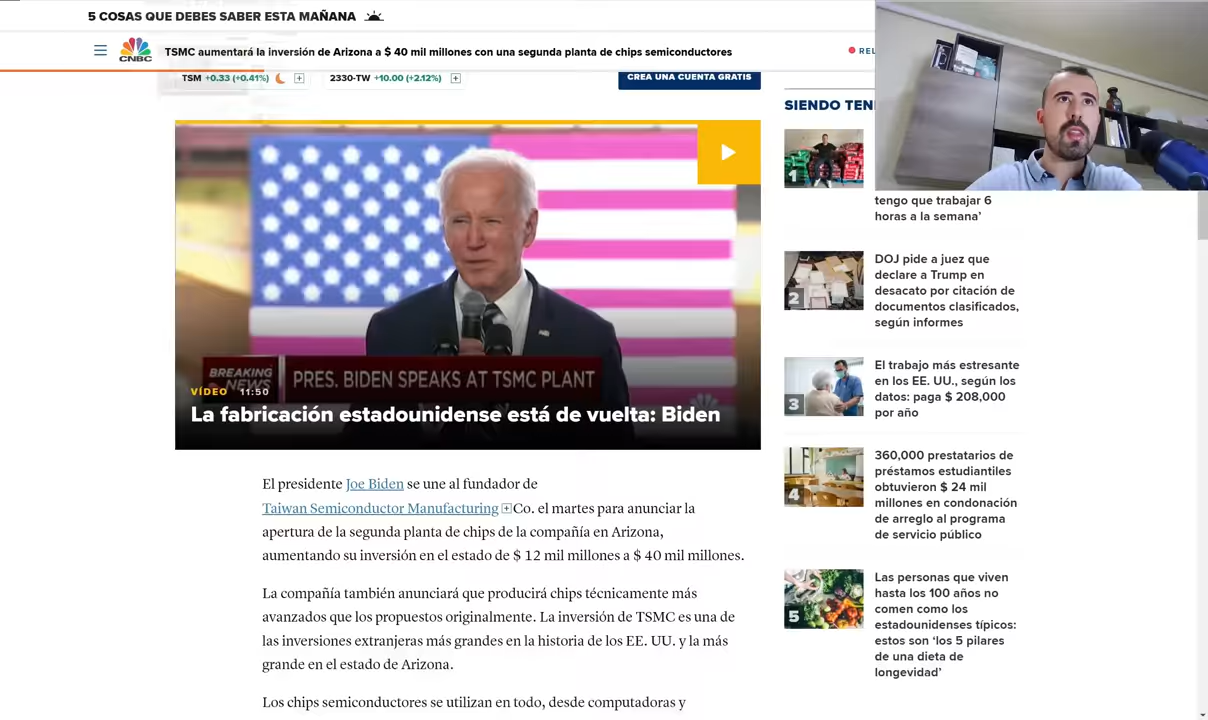 5 COSAS QUE DEBES SABER ESTA MAÑANA
CNBC
TSMC aumentará la inversión de Arizona a $ 40 mil millones con una segunda planta de chips semiconductores
REL
TSM +0.33 (+0.41%)
2330-TW +10.00 (+2.12%)
CREA UNA CUENTA GRATIS
BREAKING NEWS
PRES. BIDEN SPEAKS AT TSMC PLANT
VÍDEO 11:50
La fabricación estadounidense está de vuelta: Biden
El presidente Joe Biden se une al fundador de
Taiwan Semiconductor Manufacturing Co. el martes para anunciar la
apertura de la segunda planta de chips de la compañía en Arizona,
aumentando su inversión en el estado de $ 12 mil millones a $ 40 mil millones.
La compañía también anunciará que producirá chips técnicamente más
avanzados que los propuestos originalmente. La inversión de TSMC es una de
las inversiones extranjeras más grandes en la historia de los EE. UU. y la más
grande en el estado de Arizona.
Los chips semiconductores se utilizan en todo, desde computadoras y
SIENDO TEN
1
tengo que trabajar 6
horas a la semana’
2
DOJ pide a juez que
declare a Trump en
desacato por citación de
documentos clasificados,
según informes
3
El trabajo más estresante
en los EE. UU., según los
datos: paga $ 208,000
por año
4
360,000 prestatarios de
préstamos estudiantiles
obtuvieron $ 24 mil
millones en condonación
de arreglo al programa
de servicio público
5
Las personas que viven
hasta los 100 años no
comen como los
estadounidenses típicos:
estos son ‘los 5 pilares
de una dieta de
longevidad’